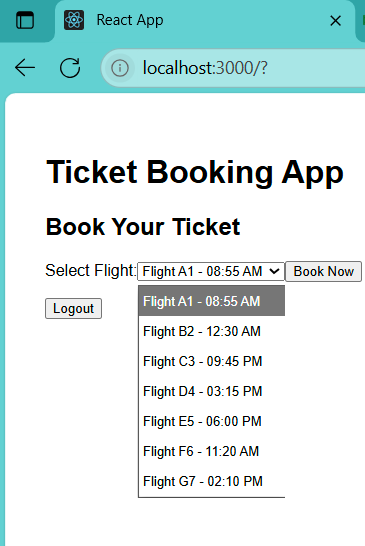 React App
localhost:3000/?
Ticket Booking App
Book Your Ticket
Select Flight: Flight A1 - 08:55 AM Book Now
Flight A1 - 08:55 AM
Logout
Flight B2 - 12:30 AM
Flight C3 - 09:45 PM
Flight D4 - 03:15 PM
Flight E5 - 06:00 PM
Flight F6 - 11:20 AM
Flight G7 - 02:10 PM